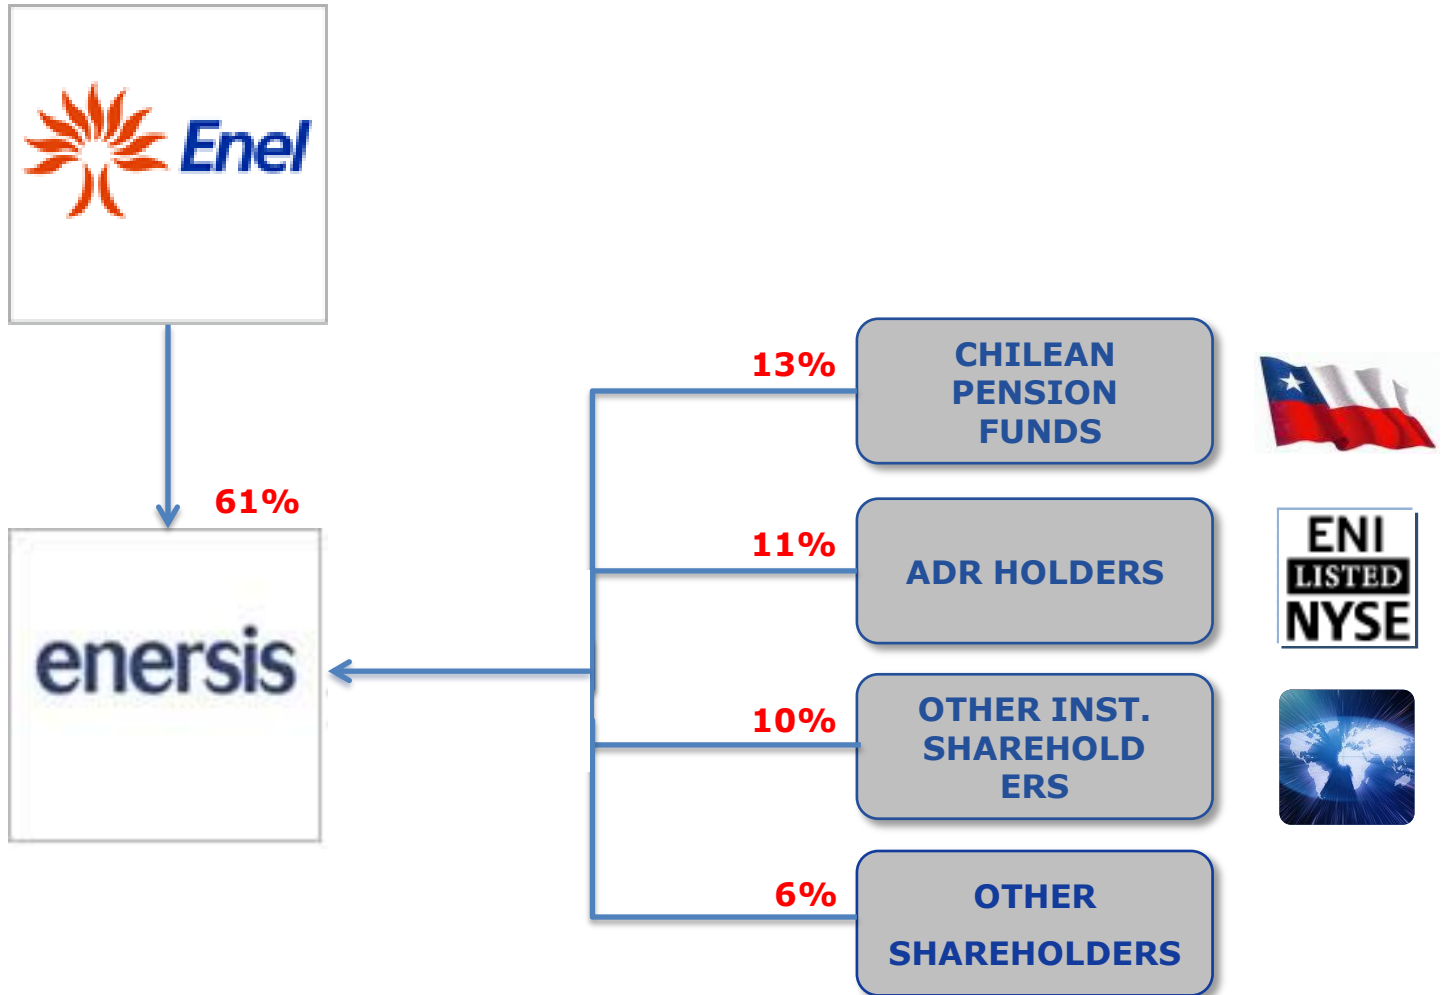 Enel
61%
enersis
13%
CHILEAN
PENSION
FUNDS
11%
ADR HOLDERS
ENI
LISTED
NYSE
10%
OTHER INST.
SHAREHOLD
ERS
6%
OTHER
SHAREHOLDERS